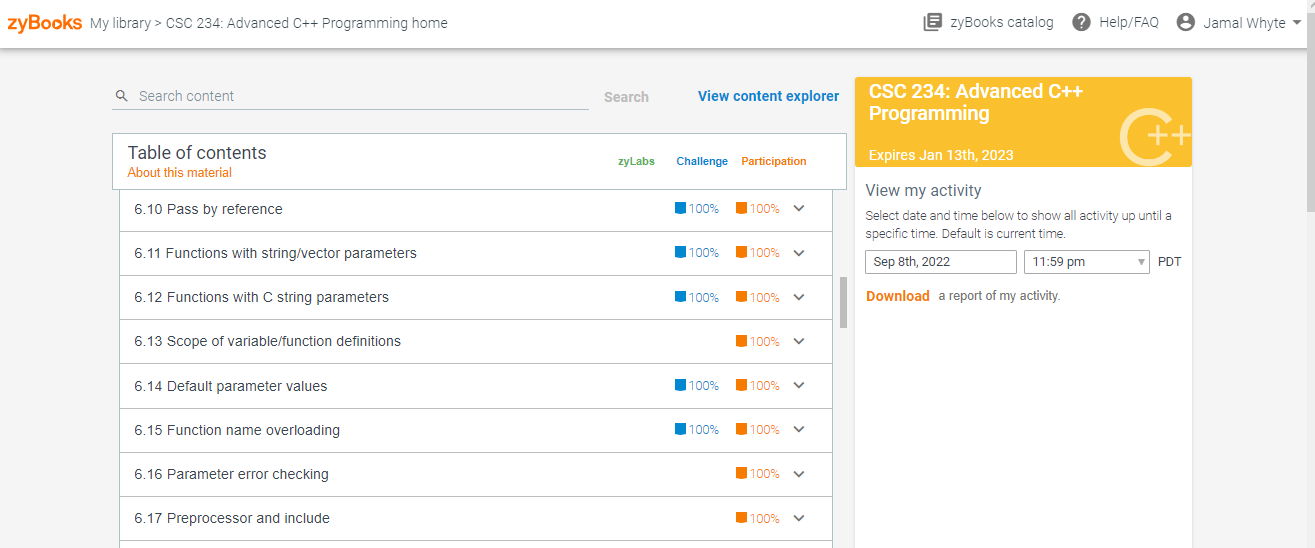 zyBooks My library > CSC 234: Advanced C++ Programming home
zyBooks catalog Help/FAQ Jamal Whyte
Search content Search View content explorer
Table of contents zyLabs Challenge Participation
About this material
6.10 Pass by reference 100% 100%
6.11 Functions with string/vector parameters 100% 100%
6.12 Functions with C string parameters 100% 100%
6.13 Scope of variable/function definitions 100%
6.14 Default parameter values 100% 100%
6.15 Function name overloading 100% 100%
6.16 Parameter error checking 100%
6.17 Preprocessor and include 100%
CSC 234: Advanced C++
Programming
C++
Expires Jan 13th, 2023
View my activity
Select date and time below to show all activity up until a
specific time. Default is current time.
Sep 8th, 2022 11:59 pm PDT
Download a report of my activity.